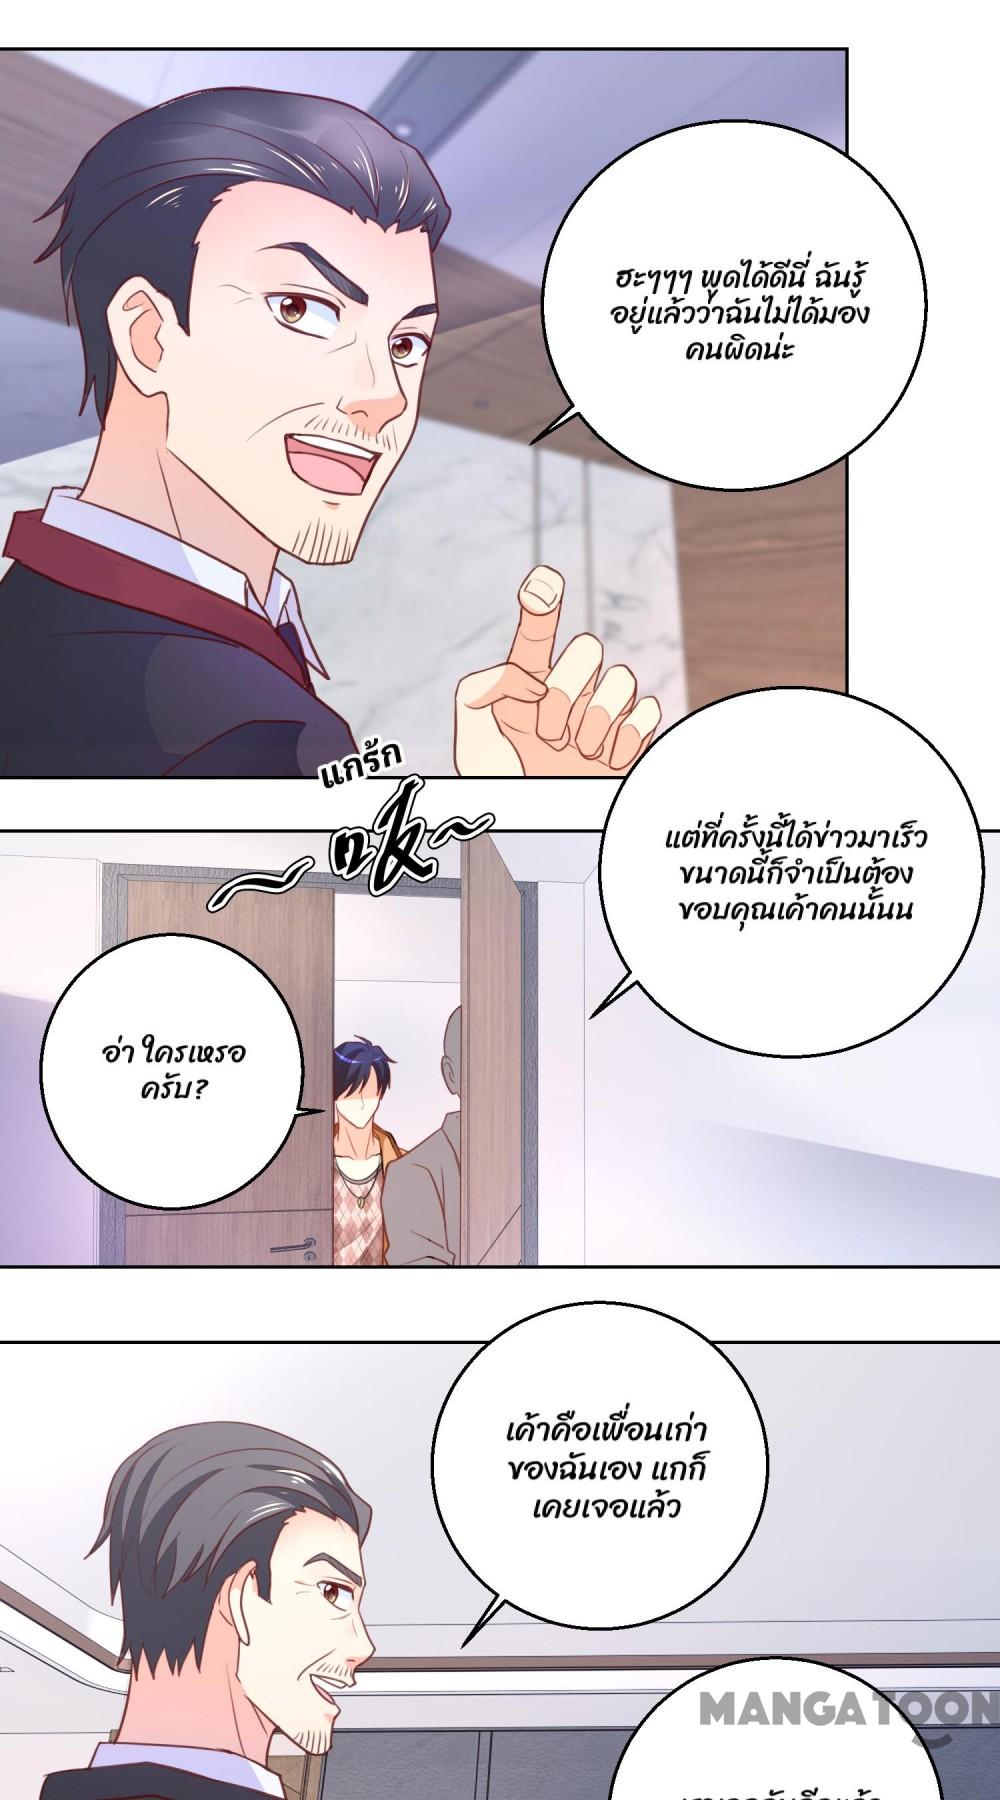 ฮะๆๆๆ พูดได้ดีนี่ ฉันรู้
อยู่แล้วว่าฉันไม่ได้มอง
คนผิดน่ะ
แกร๊ก
แต่ที่ครั้งนี้ได้ข่าวมาเร็ว
ขนาดนี้ก็จำเป็นต้อง
ขอบคุณเค้าคนนั้นน
อ่า ใครเหรอ
ครับ?
เค้าคือเพื่อนเก่า
ของฉันเอง แกก็
เคยเจอแล้ว
MANGATOON